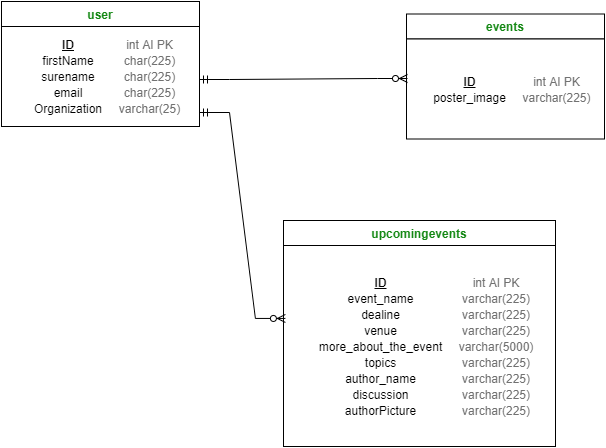 user
ID int AI PK
firstName char(225)
surename char(225)
email char(225)
Organization varchar(25)
events
ID int AI PK
poster_image varchar(225)
upcomingevents
ID int AI PK
event_name varchar(225)
dealine varchar(225)
venue varchar(225)
more_about_the_event varchar(5000)
topics varchar(225)
author_name varchar(225)
discussion varchar(225)
authorPicture varchar(225)